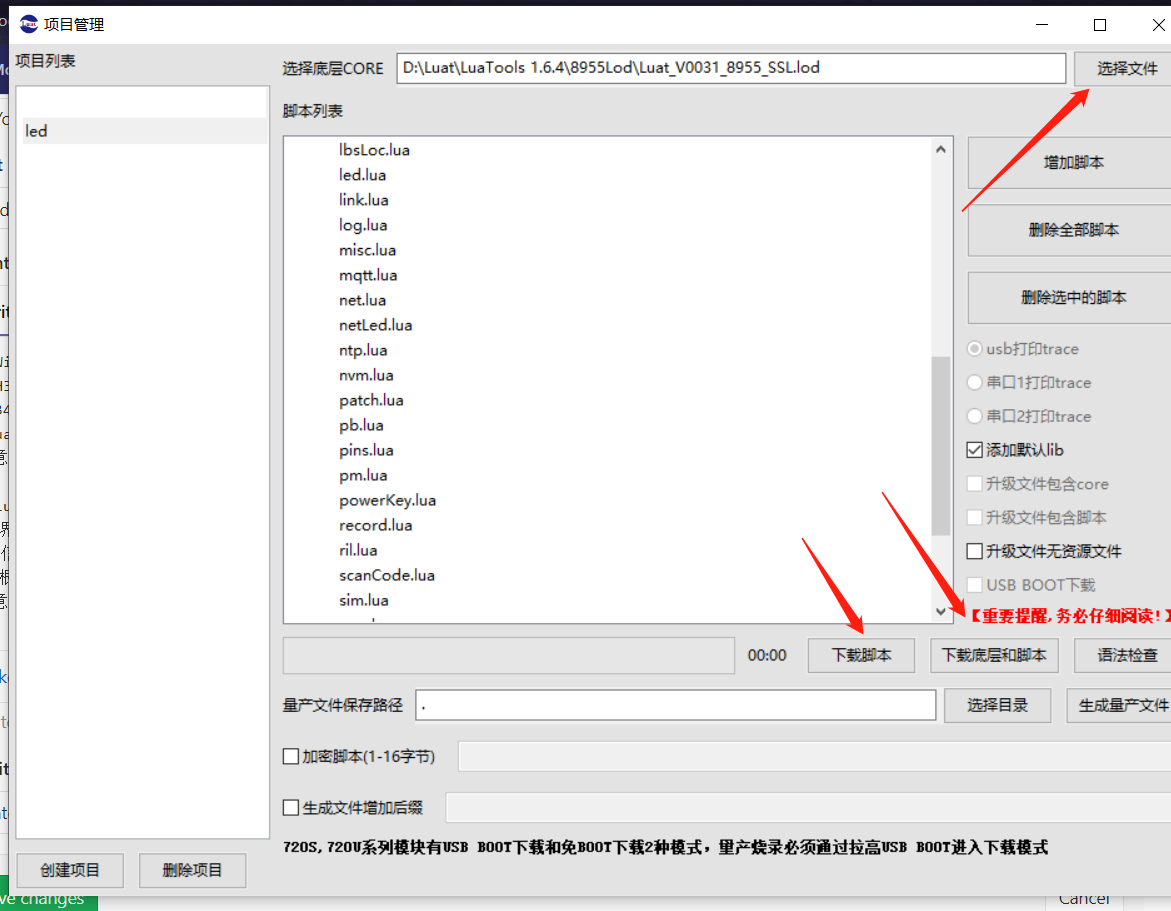 项目管理
项目列表
led
创建项目
删除项目
选择底层CORE
D:\Luat\LuaTools 1.6.4\8955Lod\Luat_V0031_8955_SSL.lod
选择文件
脚本列表
lbsLoc.lua
led.lua
link.lua
log.lua
misc.lua
mqtt.lua
net.lua
netLed.lua
ntp.lua
nvm.lua
patch.lua
pb.lua
pins.lua
pm.lua
powerKey.lua
record.lua
ril.lua
scanCode.lua
sim.lua
增加脚本
删除全部脚本
删除选中的脚本
usb打印trace
串口1打印trace
串口2打印trace
添加默认lib
升级文件包含core
升级文件包含脚本
升级文件无资源文件
USB BOOT下载
【重要提醒,务必仔细阅读!】
00:00
下载脚本
下载底层和脚本
语法检查
量产文件保存路径
.
选择目录
生成量产文件
加密脚本(1-16字节)
生成文件增加后缀
720S,720U系列模块有USB BOOT下载和免BOOT下载2种模式，量产烧录必须通过拉高USB BOOT进入下载模式
ve changes
Cancel